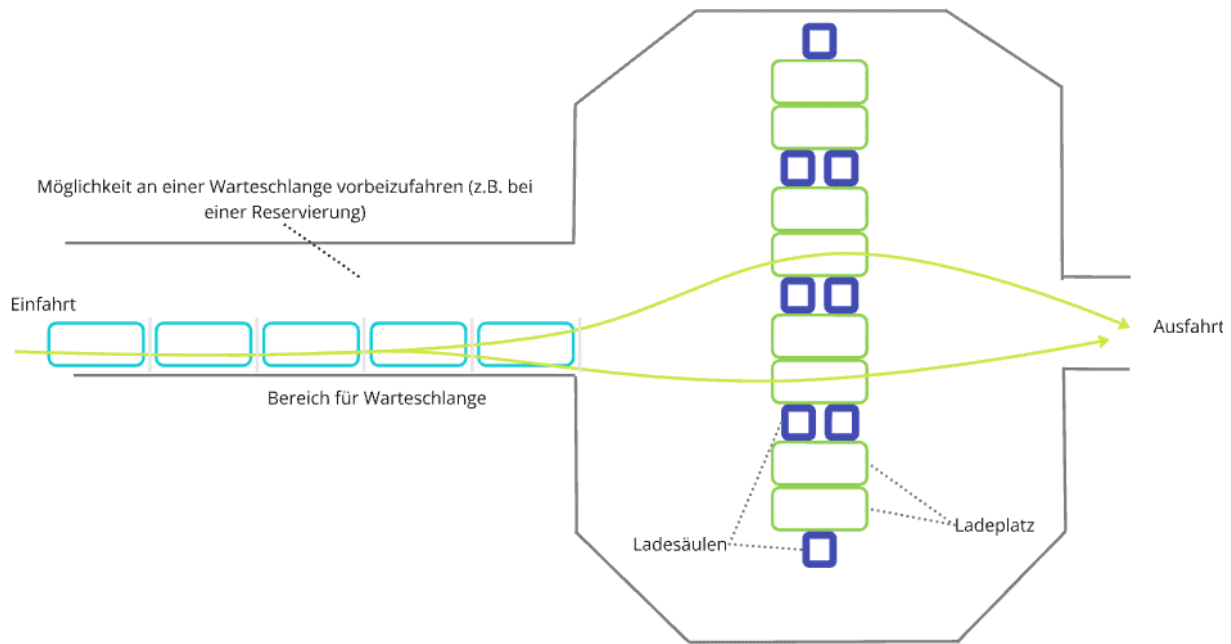 Möglichkeit an einer Warteschlange vorbeizufahren (z.B. bei
einer Reservierung)
Einfahrt
Ausfahrt
Bereich für Warteschlange
Ladesäulen
Ladeplatz